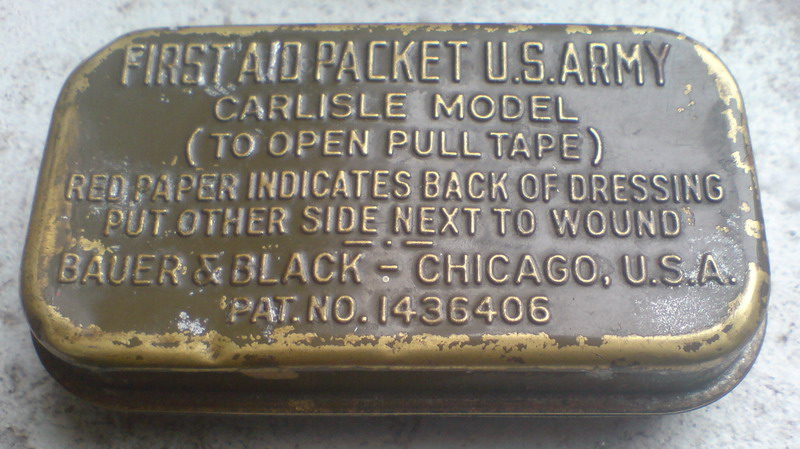 FIRST AID PACKET U.S. ARMY
CARLISLE MODEL
(TO OPEN PULL TAPE)
RED PAPER INDICATES BACK OF DRESSING
PUT OTHER SIDE NEXT TO WOUND
BAUER & BLACK – CHICAGO, U.S.A.
PAT. NO. 1436406